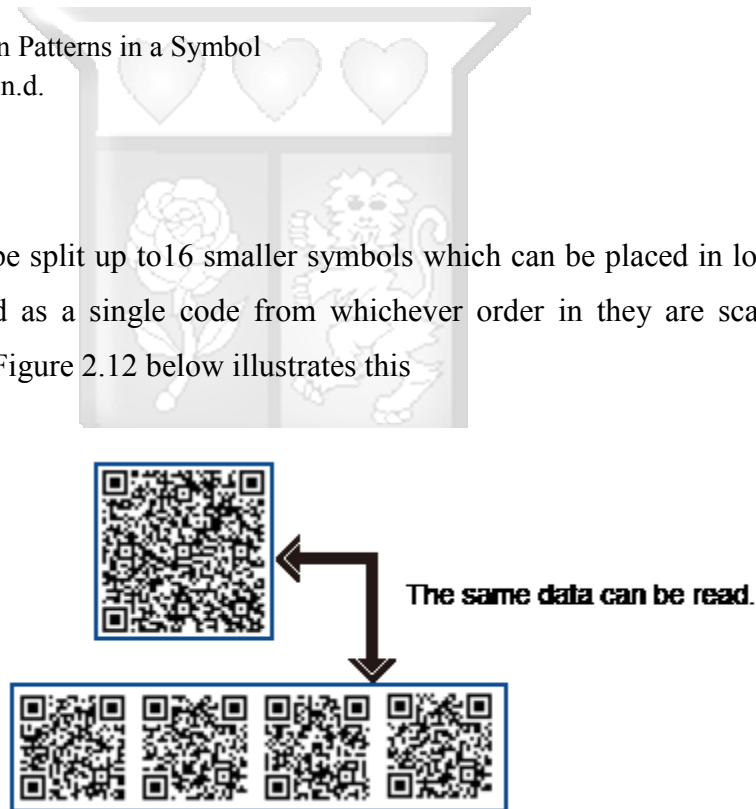 n Patterns in a Symbol
n.d.
be split up to16 smaller symbols which can be placed in lo
d as a single code from whichever order in they are sca
Figure 2.12 below illustrates this
The same data can be read.